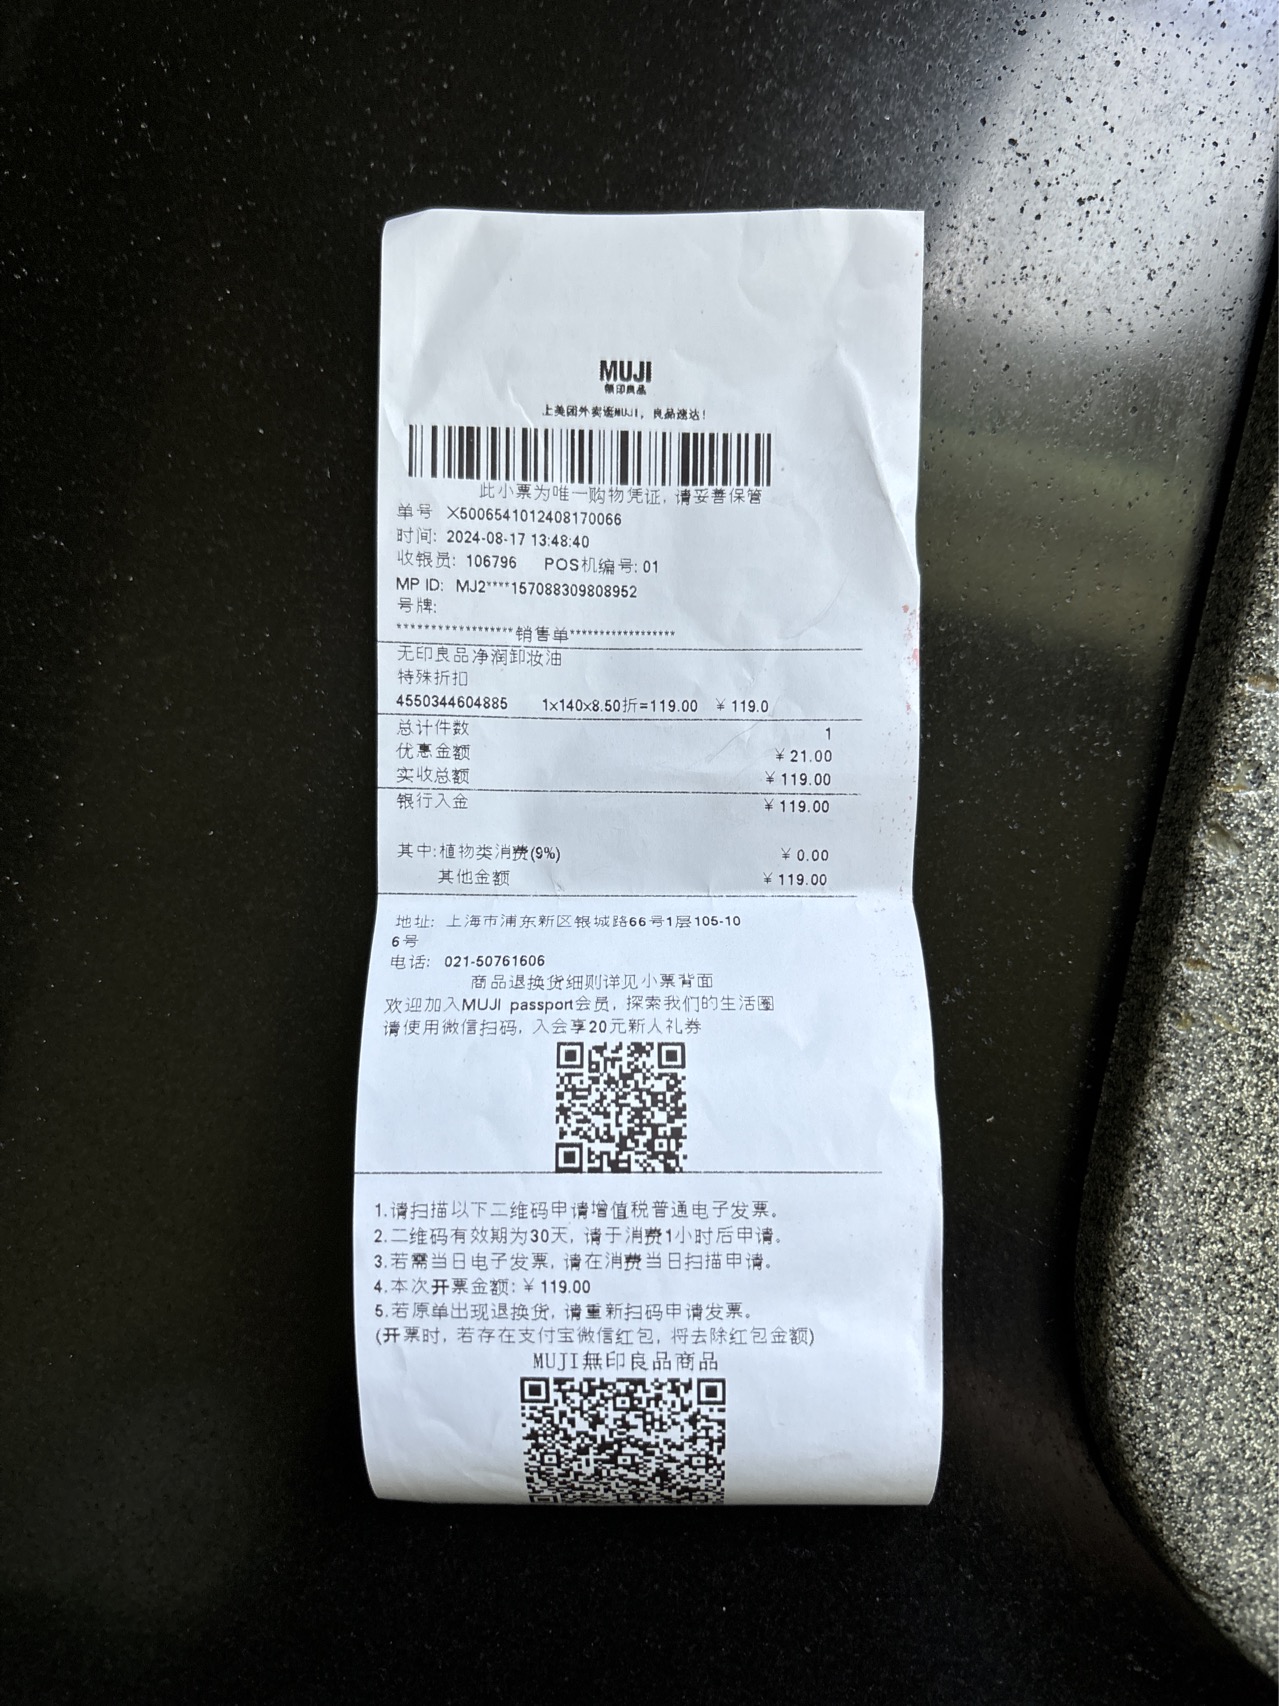 MUJI
無印良品
上美团外卖逛MUJI，良品速达！
此小票为唯一购物凭证，请妥善保管
单号 X5006541012408170066
时间: 2024-08-17 13:48:40
收银员: 106796 POS机编号: 01
MP ID: MJ2****157088309808952
号牌:
******************销售单*****************
无印良品净润卸妆油
特殊折扣
4550344604885 1×140×8.50折=119.00 ¥ 119.0
总计件数 1
优惠金额 ¥ 21.00
实收总额 ¥ 119.00
银行入金 ¥ 119.00
其中:植物类消费(9%) ¥ 0.00
其他金额 ¥ 119.00
地址: 上海市浦东新区银城路66号1层105-10
6号
电话: 021-50761606
商品退换货细则详见小票背面
欢迎加入MUJI passport会员, 探索我们的生活圈
请使用微信扫码, 入会享20元新人礼券
1.请扫描以下二维码申请增值税普通电子发票。
2.二维码有效期为30天, 请于消费1小时后申请。
3.若需当日电子发票, 请在消费当日扫描申请。
4.本次开票金额: ¥ 119.00
5.若原单出现退换货, 请重新扫码申请发票。
(开票时, 若存在支付宝微信红包, 将去除红包金额)
MUJI無印良品商品